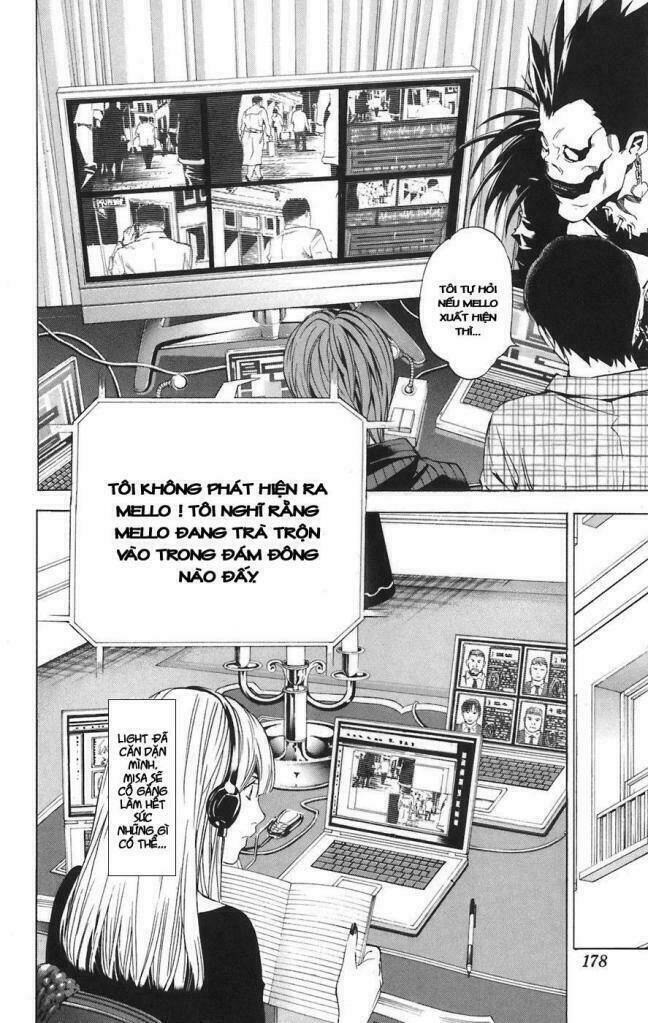 TÔI TỰ HỎI
NẾU MELLO
XUẤT HIỆN
THÌ...
TÔI KHÔNG PHÁT HIỆN RA
MELLO ! TÔI NGHĨ RẰNG
MELLO ĐANG TRÀ TRỘN
VÀO TRONG ĐÁM ĐÔNG
NÀO ĐẤY.
LIGHT ĐÃ
CĂN DẶN
MÌNH,
MISA SẼ
CỐ GẮNG
LÀM HẾT
SỨC
NHỮNG GÌ
CÓ THỂ...
178